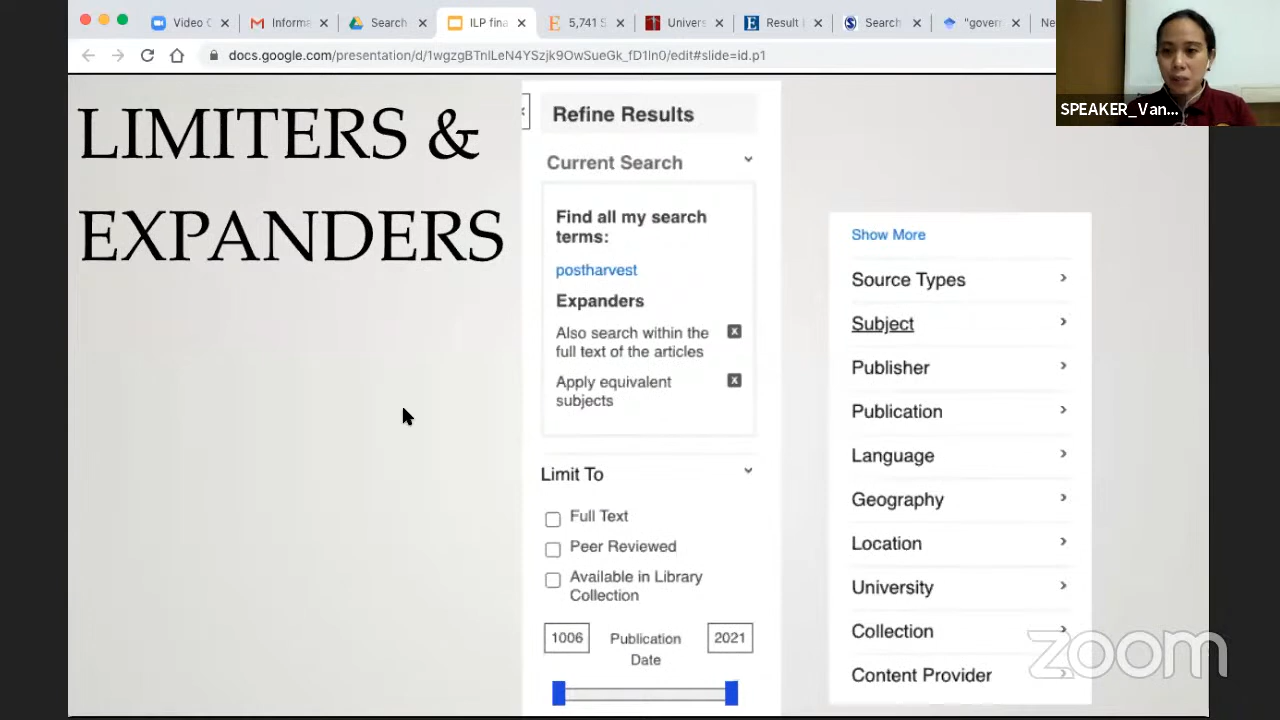 Video C
Informa
Search
ILP fina
5,741 S
Univers
Result L
Search
"govern
Ne
docs.google.com/presentation/d/1wgzgBTnlLeN4YSzjk9OwSueGk_fD1ln0/edit#slide=id.p1
SPEAKER_Van...
LIMITERS &
EXPANDERS
Refine Results
Current Search
Find all my search
terms:
postharvest
Expanders
Also search within the
full text of the articles
Apply equivalent
subjects
Limit To
Full Text
Peer Reviewed
Available in Library
Collection
1006 Publication 2021
Date
Show More
Source Types
Subject
Publisher
Publication
Language
Geography
Location
University
Collection
Content Provider
zoom